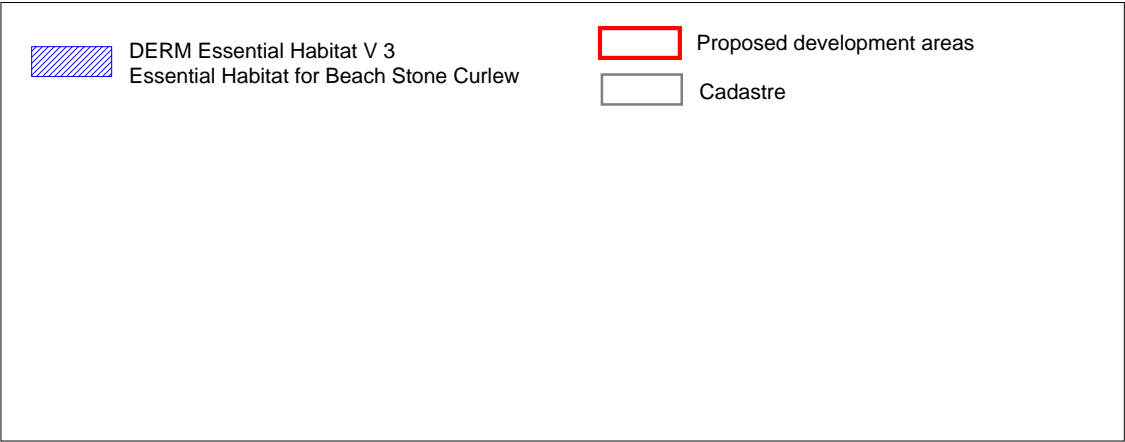 DERM Essential Habitat V 3
Essential Habitat for Beach Stone Curlew
Proposed development areas
Cadastre